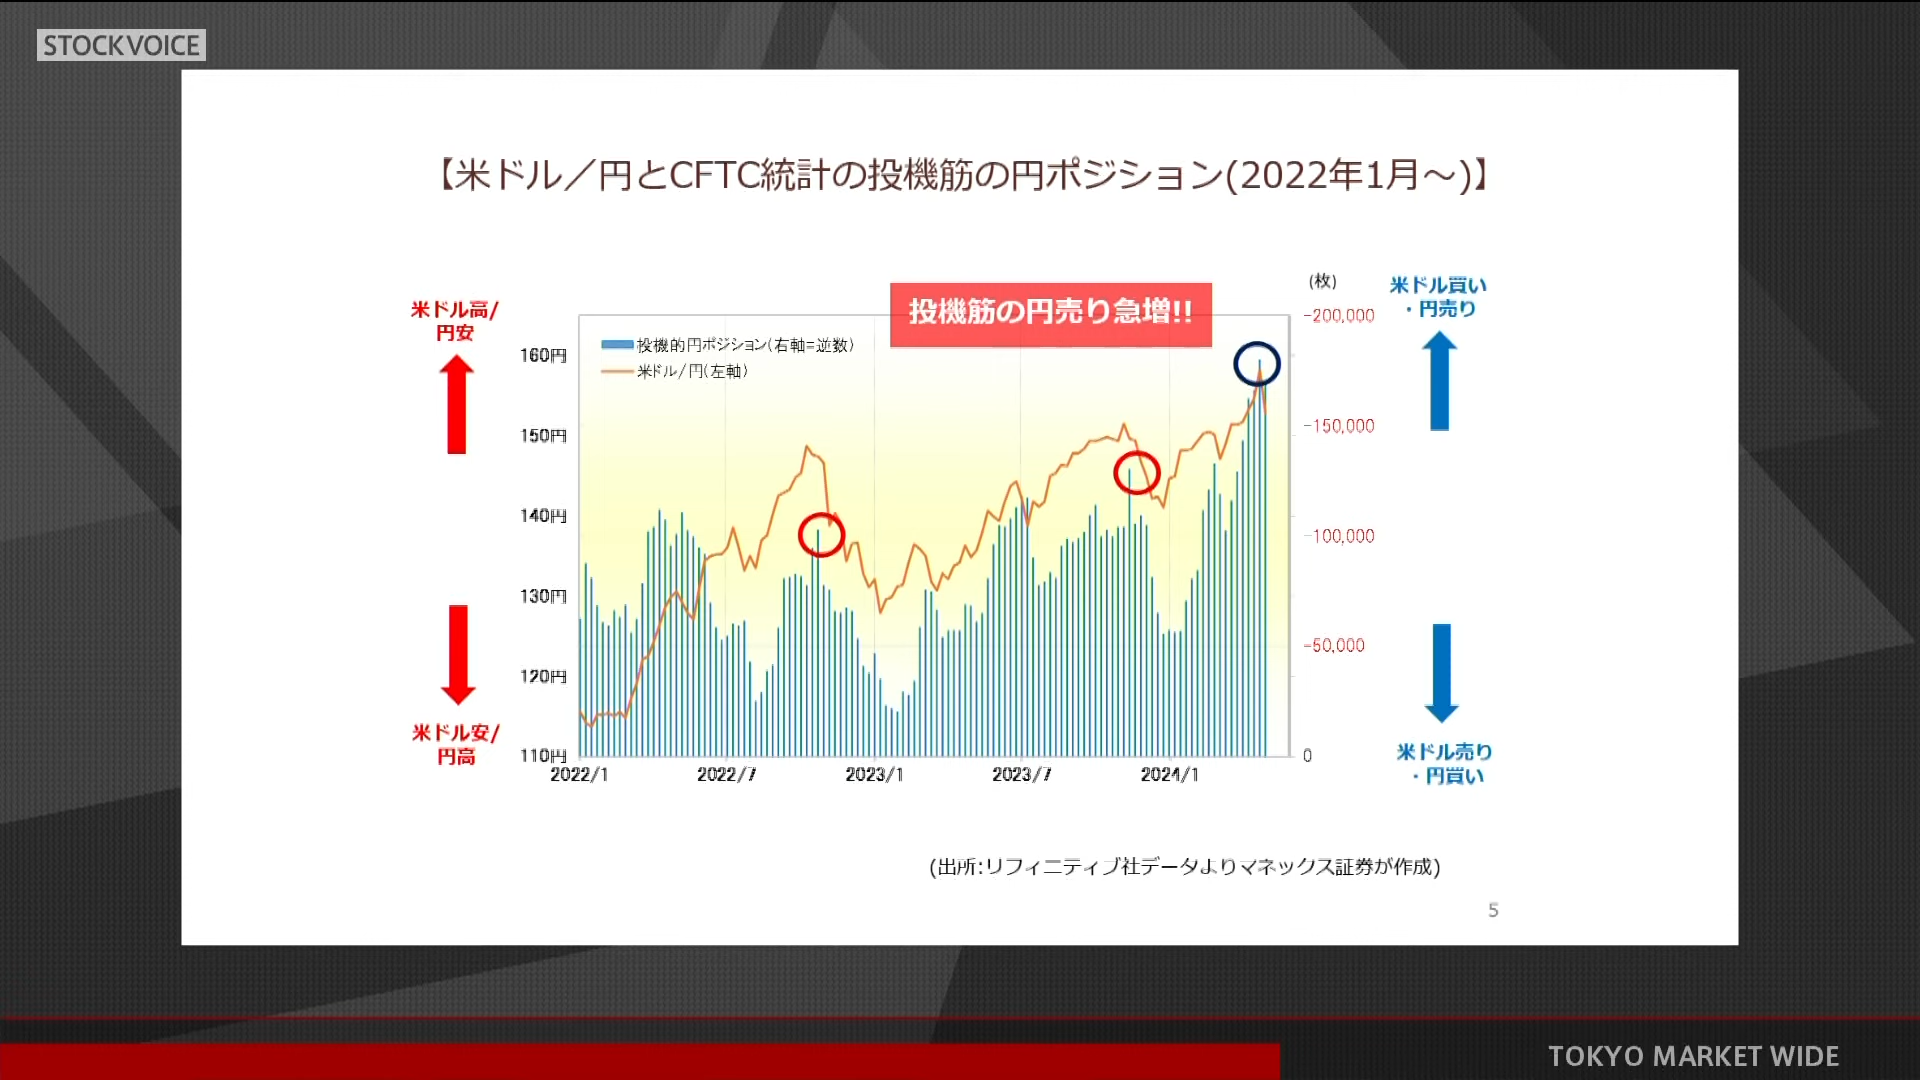 STOCKVOICE
【米ドル／円とCFTC統計の投機筋の円ポジション(2022年1月～)】
(枚)
米ドル買い
・円売り
米ドル高/
円安
投機筋の円売り急増!!
-200,000
投機的円ポジション(右軸=逆数)
米ドル/円(左軸)
160円
150円
140円
130円
120円
110円
-150,000
-100,000
-50,000
0
米ドル安/
円高
米ドル売り
・円買い
2022/1
2022/7
2023/1
2023/7
2024/1
(出所:リフィニティブ社データよりマネックス証券が作成)
5
TOKYO MARKET WIDE